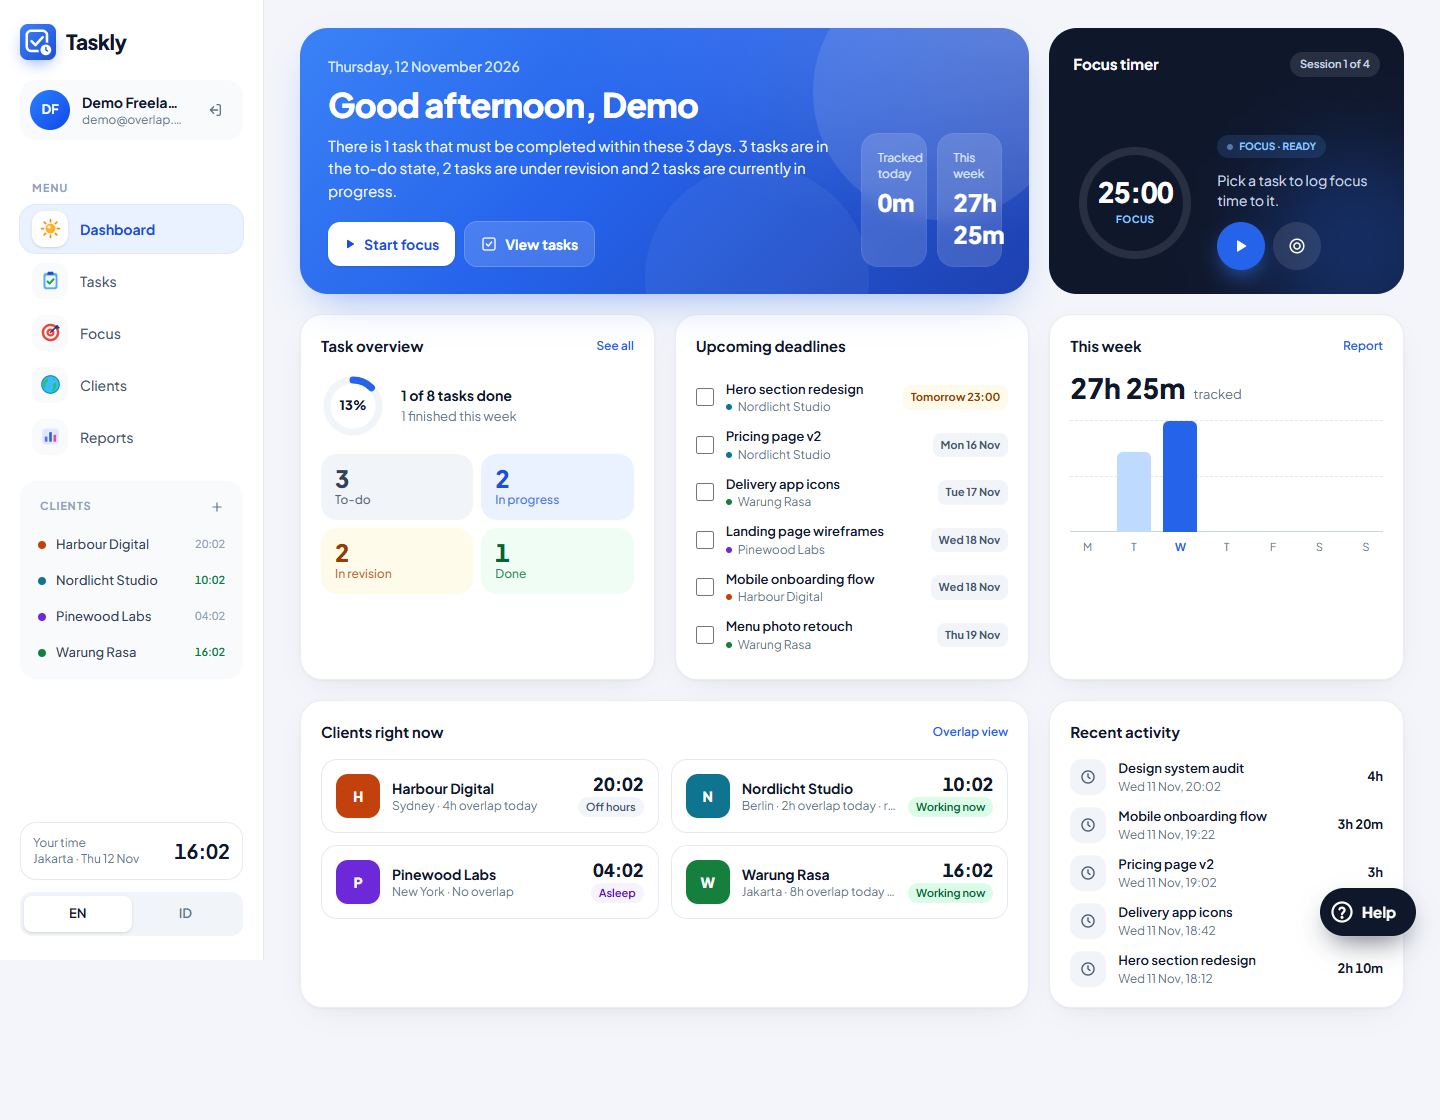 Taskly
DF
Demo Freela...
demo@overlap....
MENU
Dashboard
Tasks
Focus
Clients
Reports
CLIENTS
+
Harbour Digital 20:02
Nordlicht Studio 10:02
Pinewood Labs 04:02
Warung Rasa 16:02
Your time
Jakarta · Thu 12 Nov
16:02
EN ID
Thursday, 12 November 2026
Good afternoon, Demo
There is 1 task that must be completed within these 3 days. 3 tasks are in
the to-do state, 2 tasks are under revision and 2 tasks are currently in
progress.
Start focus
View tasks
Tracked
today
0m
This
week
27h
25m
Focus timer
Session 1 of 4
25:00
FOCUS
FOCUS · READY
Pick a task to log focus
time to it.
Task overview
See all
13%
1 of 8 tasks done
1 finished this week
3
To-do
2
In progress
2
In revision
1
Done
Upcoming deadlines
Hero section redesign
Nordlicht Studio
Tomorrow 23:00
Pricing page v2
Nordlicht Studio
Mon 16 Nov
Delivery app icons
Warung Rasa
Tue 17 Nov
Landing page wireframes
Pinewood Labs
Wed 18 Nov
Mobile onboarding flow
Harbour Digital
Wed 18 Nov
Menu photo retouch
Warung Rasa
Thu 19 Nov
This week
Report
27h 25m tracked
M T W T F S S
Clients right now
Overlap view
H
Harbour Digital
Sydney · 4h overlap today
20:02
Off hours
N
Nordlicht Studio
Berlin · 2h overlap today · r...
10:02
Working now
P
Pinewood Labs
New York · No overlap
04:02
Asleep
W
Warung Rasa
Jakarta · 8h overlap today ...
16:02
Working now
Recent activity
Design system audit
Wed 11 Nov, 20:02
4h
Mobile onboarding flow
Wed 11 Nov, 19:22
3h 20m
Pricing page v2
Wed 11 Nov, 19:02
3h
Delivery app icons
Wed 11 Nov, 18:42
Hero section redesign
Wed 11 Nov, 18:12
2h 10m
Help